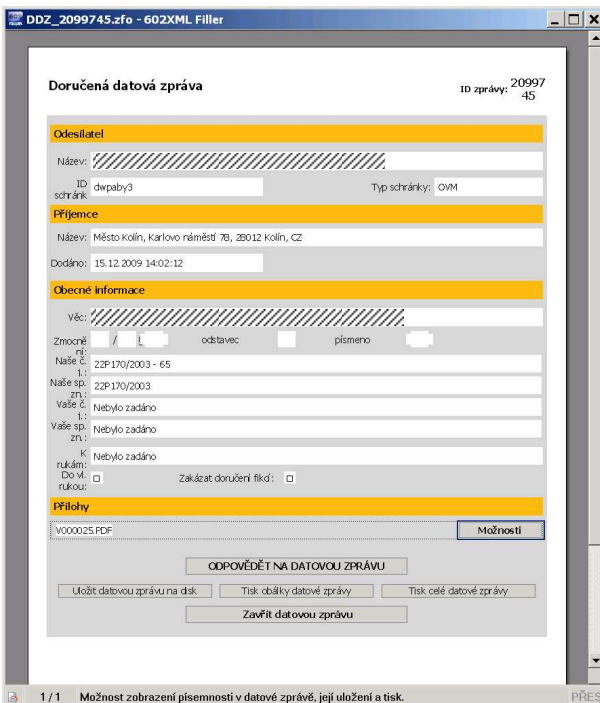 DDZ_2099745.zfo - 602XML Filler
Doručená datová zpráva
ID zprávy: 20997
45
Odesílatel
Název:
ID
schránk
dwpaby3
Typ schránky: OVM
Příjemce
Název: Město Kolín, Karlovo náměstí 78, 28012 Kolín, CZ
Dodáno: 15.12.2009 14:02:12
Obecné informace
Věc:
Zmocně
ní:
/ odstavec písmeno
Naše č.
j.:
22P170/2003 - 65
Naše sp.
zn.:
22P170/2003
Vaše č.
j.:
Nebylo zadáno
Vaše sp.
zn.:
Nebylo zadáno
K
rukám:
Nebylo zadáno
Do vl.
rukou:
Zakázat doručení fikcí:
Přílohy
V000025.PDF
Možnosti
ODPOVĚDĚT NA DATOVOU ZPRÁVU
Uložit datovou zprávu na disk
Tisk obálky datové zprávy
Tisk celé datové zprávy
Zavřít datovou zprávu
1/1 Možnost zobrazení písemnosti v datové zprávě, její uložení a tisk.
PŘES